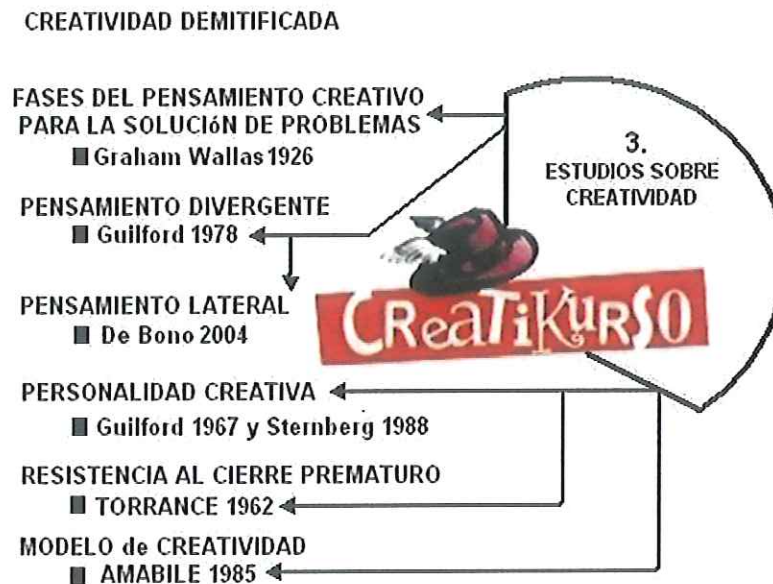 CREATIVIDAD DEMITIFICADA
FASES DEL PENSAMIENTO CREATIVO
PARA LA SOLUCIóN DE PROBLEMAS
Graham Wallas 1926
PENSAMIENTO DIVERGENTE
Guilford 1978
PENSAMIENTO LATERAL
De Bono 2004
PERSONALIDAD CREATIVA
Guilford 1967 y Sternberg 1988
RESISTENCIA AL CIERRE PREMATURO
TORRANCE 1962
MODELO de CREATIVIDAD
AMABILE 1985
3.
ESTUDIOS SOBRE
CREATIVIDAD
CReaTiKuRSO